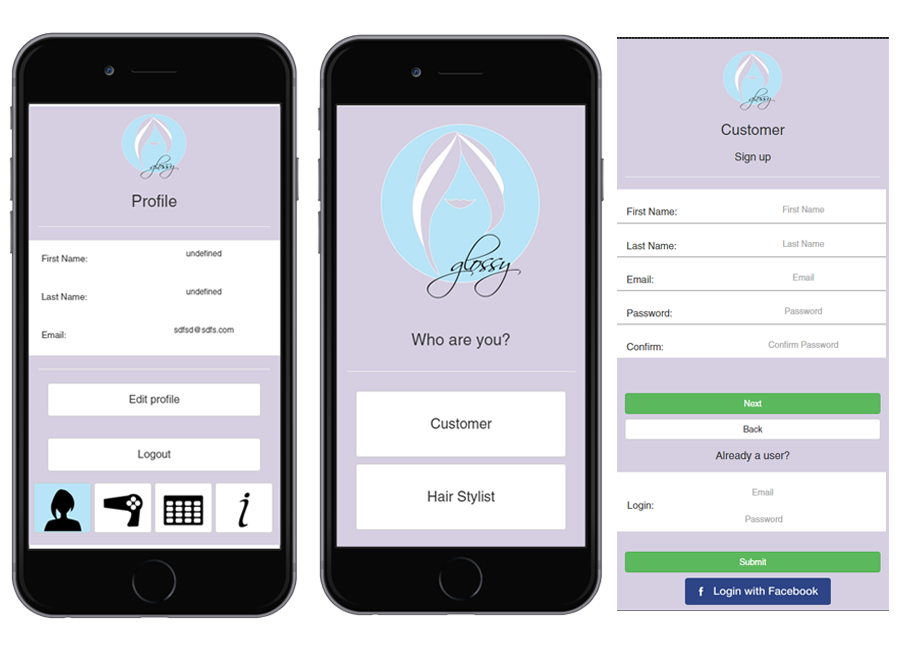 glossy
Profile
First Name: undefined
Last Name: undefined
Email: sdfsd@sdfs.com
Edit profile
Logout
i
glossy
Who are you?
Customer
Hair Stylist
glossy
Customer
Sign up
First Name: First Name
Last Name: Last Name
Email: Email
Password: Password
Confirm: Confirm Password
Next
Back
Already a user?
Email
Login:
Password
Submit
f Login with Facebook